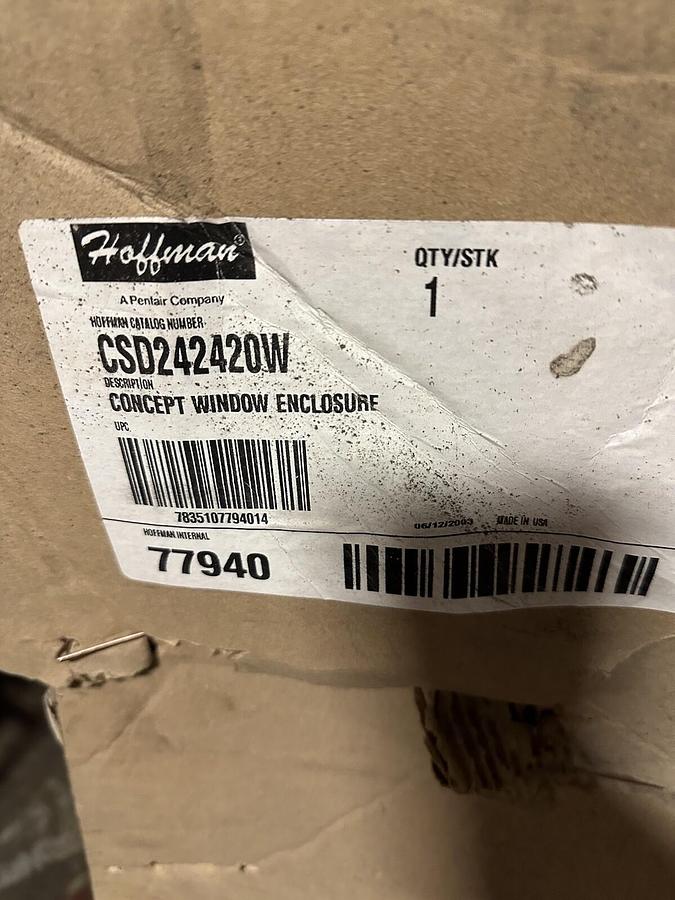 Hoffman®
A Pentair Company
QTY/STK
1
HOFFMAN CATALOG NUMBER
CSD242420W
DESCRIPTION
CONCEPT WINDOW ENCLOSURE
UPC
7835107794014
06/12/2003 MADE IN USA
HOFFMAN INTERNAL
77940